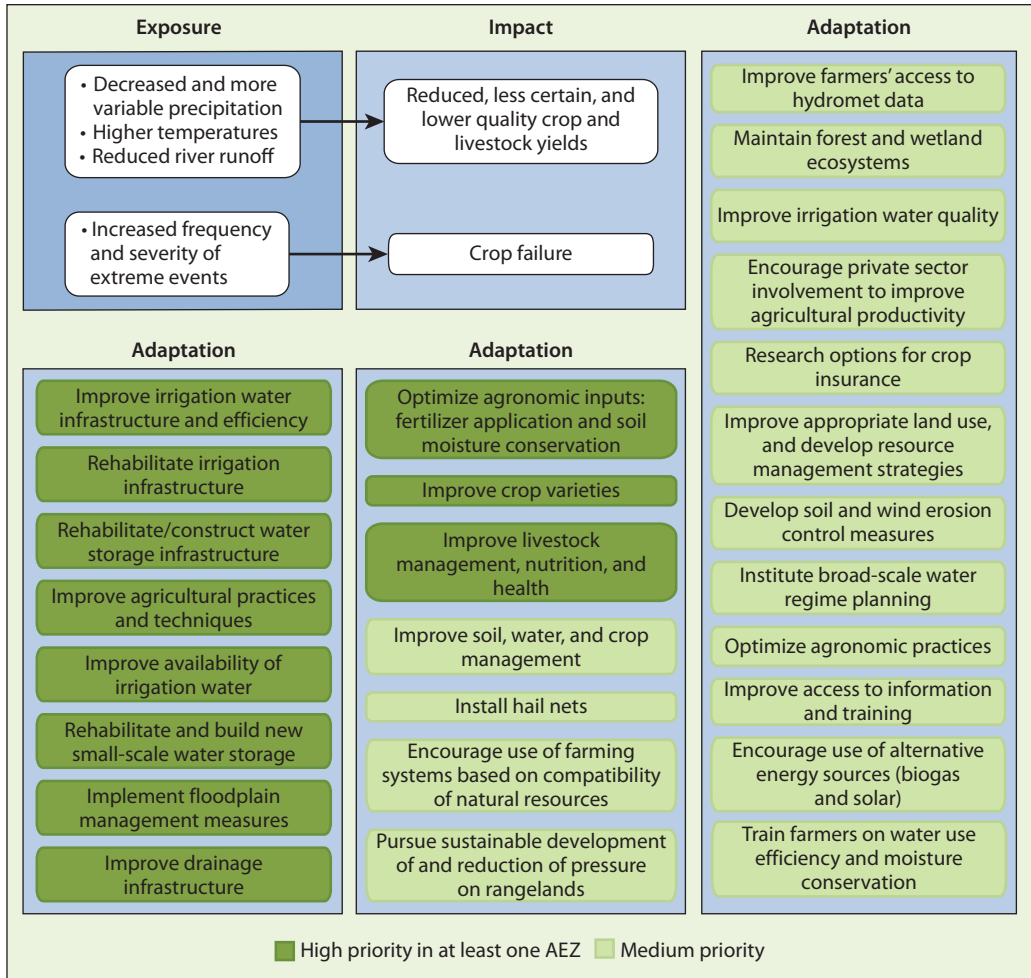 Exposure
• Decreased and more
variable precipitation
• Higher temperatures
• Reduced river runoff
• Increased frequency
and severity of
extreme events
Impact
Reduced, less certain, and
lower quality crop and
livestock yields
Crop failure
Adaptation
Improve irrigation water
infrastructure and efficiency
Rehabilitate irrigation
infrastructure
Rehabilitate/construct water
storage infrastructure
Improve agricultural practices
and techniques
Improve availability of
irrigation water
Rehabilitate and build new
small-scale water storage
Implement floodplain
management measures
Improve drainage
infrastructure
Adaptation
Optimize agronomic inputs:
fertilizer application and soil
moisture conservation
Improve crop varieties
Improve livestock
management, nutrition, and
health
Improve soil, water, and crop
management
Install hail nets
Encourage use of farming
systems based on compatibility
of natural resources
Pursue sustainable development
of and reduction of pressure
on rangelands
Adaptation
Improve farmers' access to
hydromet data
Maintain forest and wetland
ecosystems
Improve irrigation water quality
Encourage private sector
involvement to improve
agricultural productivity
Research options for crop
insurance
Improve appropriate land use,
and develop resource
management strategies
Develop soil and wind erosion
control measures
Institute broad-scale water
regime planning
Optimize agronomic practices
Improve access to information
and training
Encourage use of alternative
energy sources (biogas
and solar)
Train farmers on water use
efficiency and moisture
conservation
High priority in at least one AEZ
Medium priority